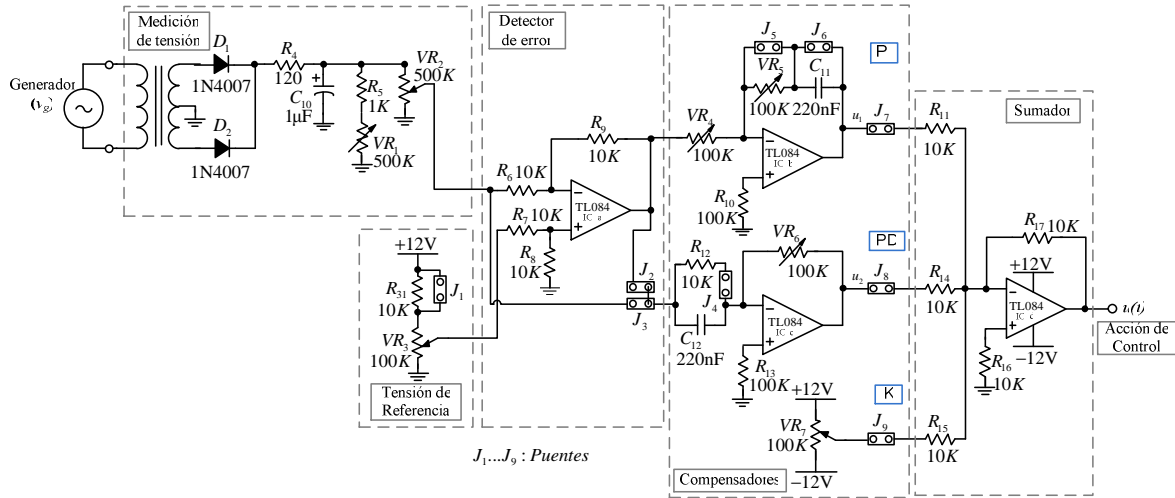 Medición
de tensión
Generador
(vg)
D1
1N4007
D2
1N4007
R4
120
C10
1µF
R5
1K
VR1
500K
VR2
500K
Detector
de error
R9
10K
R6 10K
R7 10K
R8
10K
TL084
IC a
+12V
R31
10K
J1
VR3
100K
Tensión de
Referencia
J2
J3
J1...J9 : Puentes
VR4
100K
J5
J6
VR5
100K
C11
220nF
P
TL084
IC b
R10
100K
u1
J7
R12
10K
J4
C12
220nF
VR6
100K
PD
TL084
IC c
R13
100K
u2
J8
K
+12V
VR7
100K
-12V
J9
Compensadores
Sumador
R11
10K
R14
10K
R15
10K
R17
10K
+12V
TL084
IC c
-12V
R16
10K
u(t)
Acción de
Control